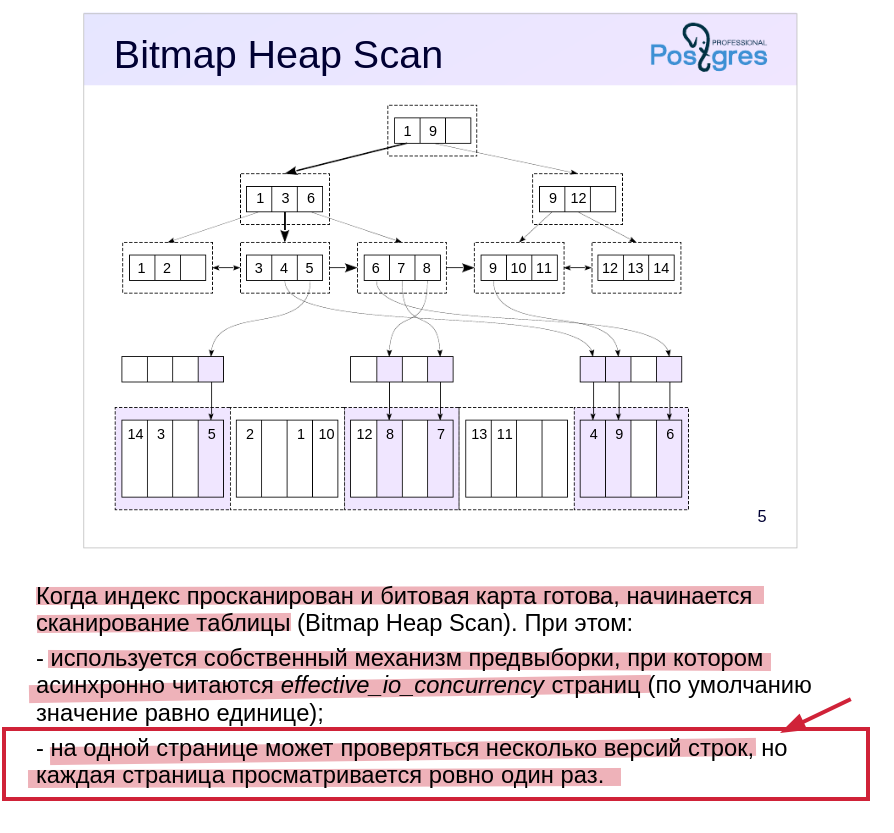 Bitmap Heap Scan
PROFESSIONAL
Postgres
1 9
1 3 6
9 12
1 2
3 4 5
6 7 8
9 10 11
12 13 14
14 3 5
2 1 10
12 8 7
13 11
4 9 6
5
Когда индекс просканирован и битовая карта готова, начинается
сканирование таблицы (Bitmap Heap Scan). При этом:
- используется собственный механизм предвыборки, при котором
асинхронно читаются effective_io_concurrency страниц (по умолчанию
значение равно единице);
- на одной странице может проверяться несколько версий строк, но
каждая страница просматривается ровно один раз.